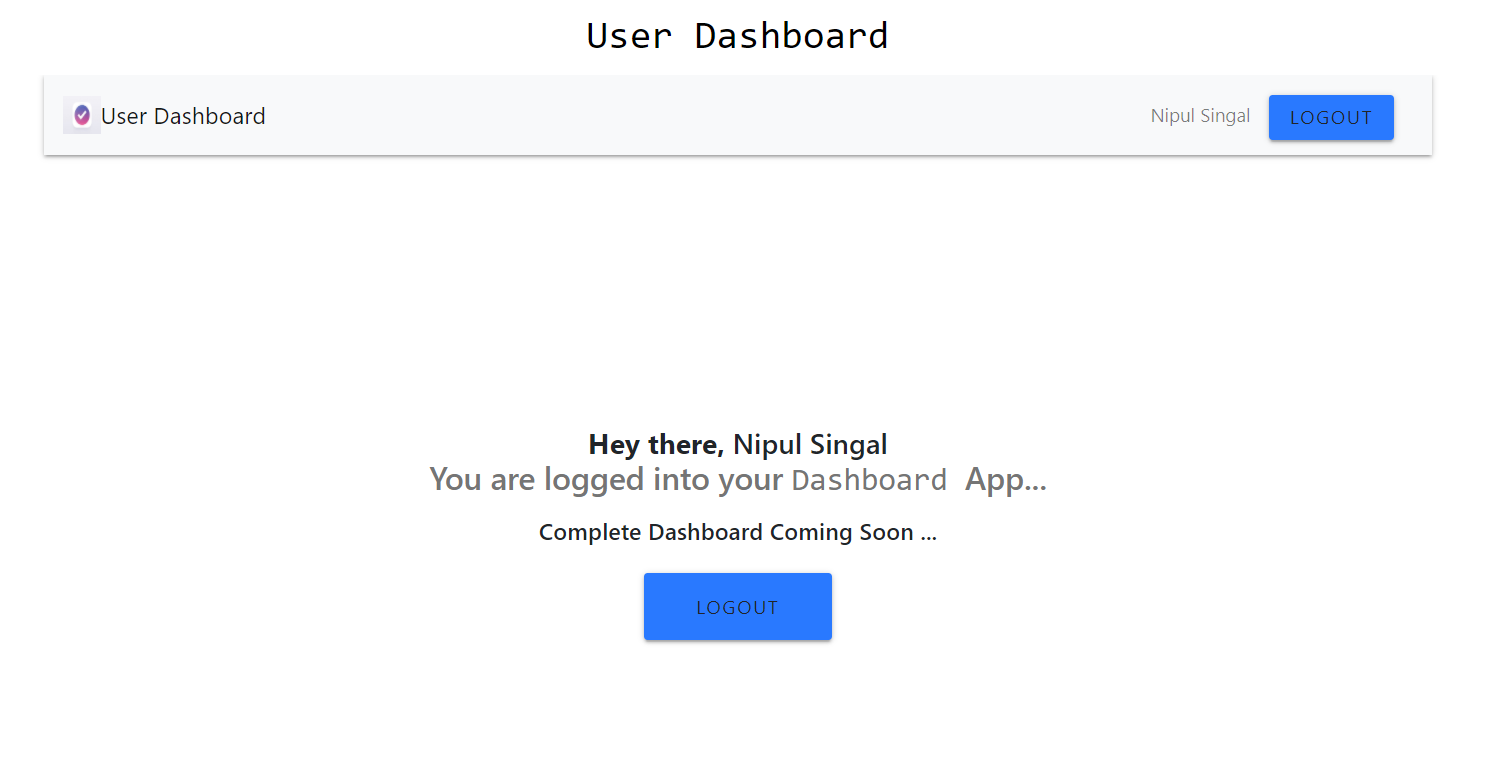 User Dashboard
User Dashboard Nipul Singal LOGOUT
Hey there, Nipul Singal
You are logged into your Dashboard App...
Complete Dashboard Coming Soon ...
LOGOUT